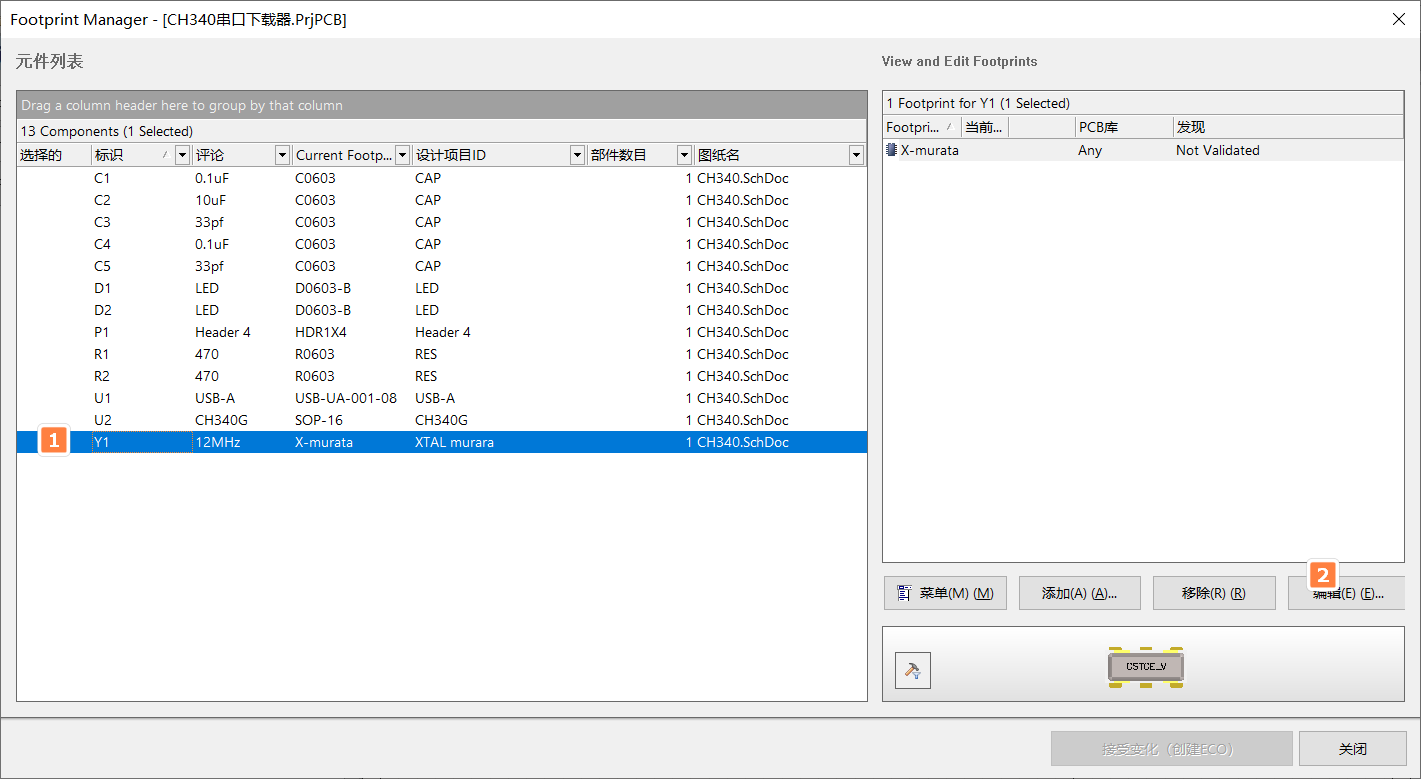 Footprint Manager - [CH340串口下载器.PrjPCB]
元件列表
Drag a column header here to group by that column
13 Components (1 Selected)
选择的 标识 评论 Current Footp... 设计项目ID 部件数目 图纸名
C1 0.1uF C0603 CAP 1 CH340.SchDoc
C2 10uF C0603 CAP 1 CH340.SchDoc
C3 33pf C0603 CAP 1 CH340.SchDoc
C4 0.1uF C0603 CAP 1 CH340.SchDoc
C5 33pf C0603 CAP 1 CH340.SchDoc
D1 LED D0603-B LED 1 CH340.SchDoc
D2 LED D0603-B LED 1 CH340.SchDoc
P1 Header 4 HDR1X4 Header 4 1 CH340.SchDoc
R1 470 R0603 RES 1 CH340.SchDoc
R2 470 R0603 RES 1 CH340.SchDoc
U1 USB-A USB-UA-001-08 USB-A 1 CH340.SchDoc
U2 CH340G SOP-16 CH340G 1 CH340.SchDoc
1 Y1 12MHz X-murata XTAL murara 1 CH340.SchDoc
View and Edit Footprints
1 Footprint for Y1 (1 Selected)
Footpri... 当前... PCB库 发现
X-murata Any Not Validated
2
菜单(M) (M) 添加(A) (A)... 移除(R) (R) 编辑(E) (E)...
CSTCE_V
接受变化（创建ECO） 关闭